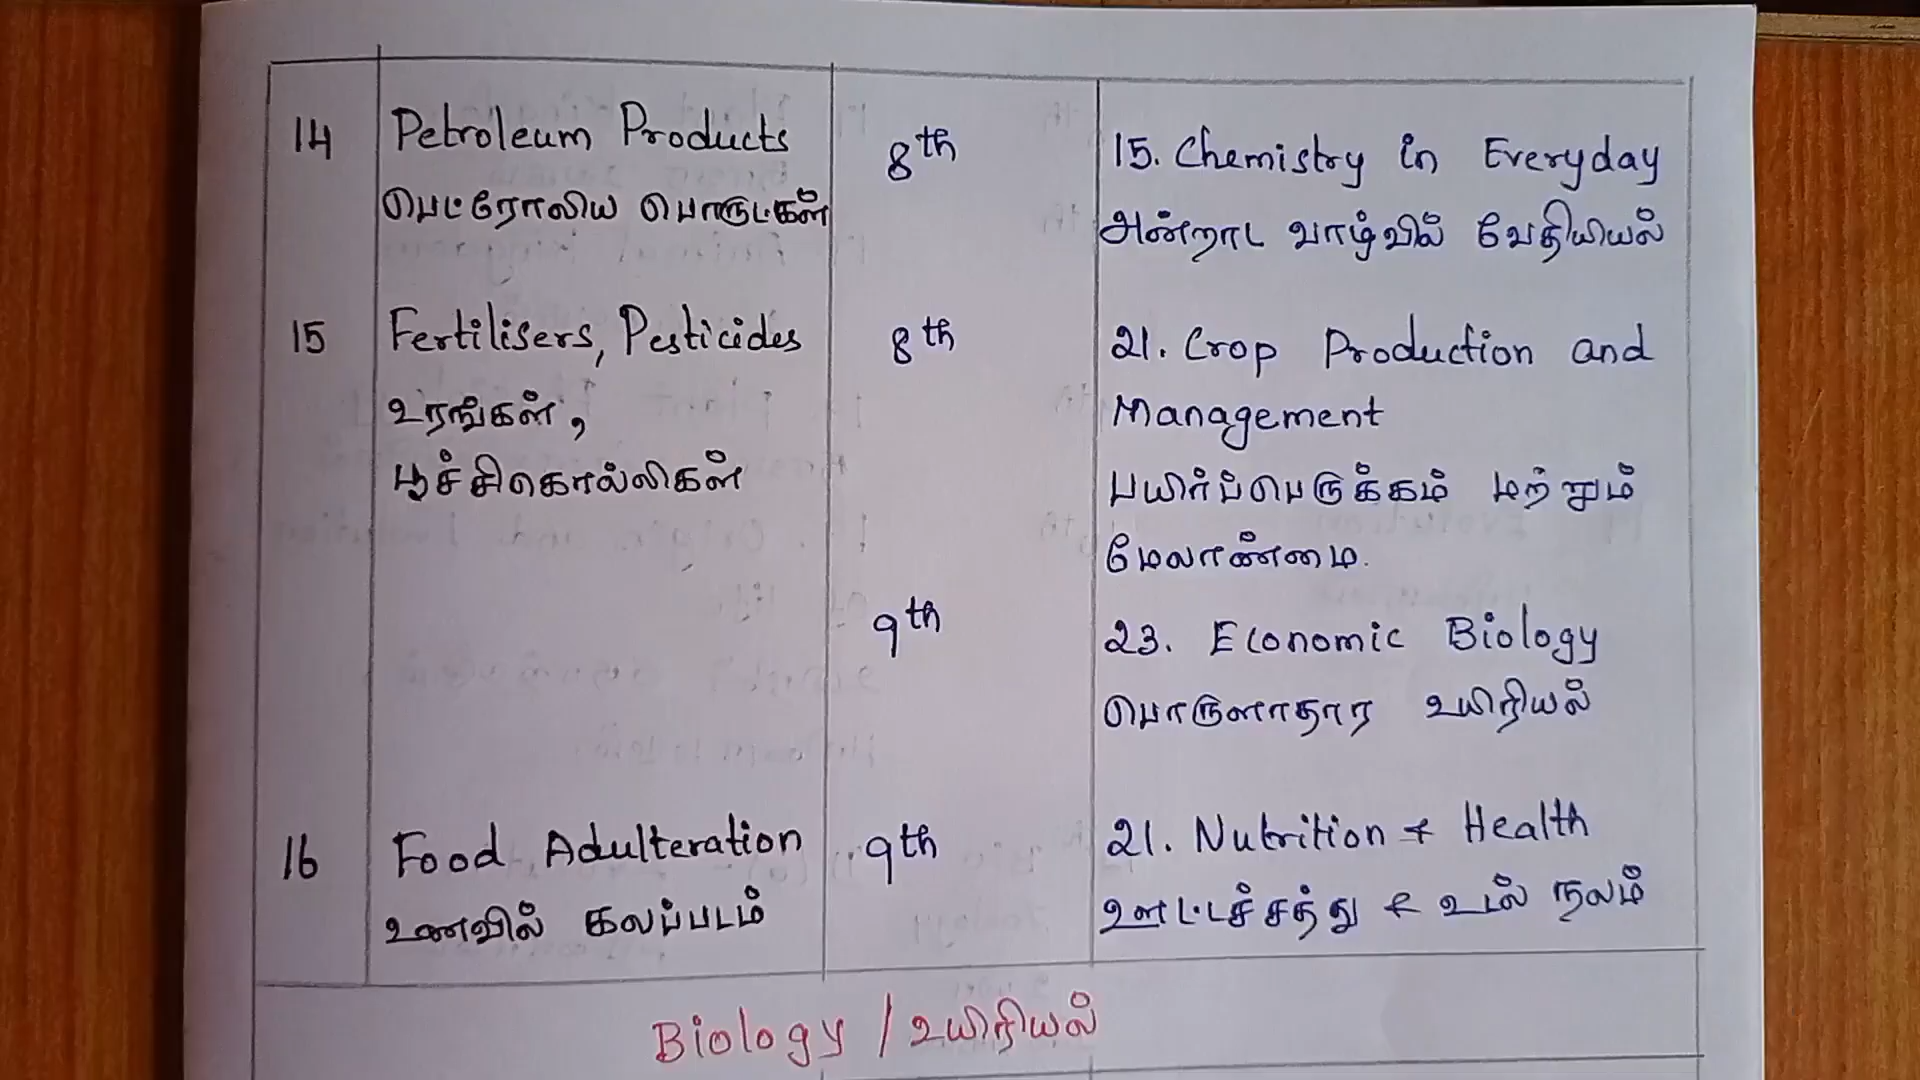 14 Petroleum Products 8th 15. Chemistry in Everyday
பெட்ரோலிய பொருட்கள் அன்றாட வாழ்வில் வேதியியல்
15 Fertilisers, Pesticides 8th 21. Crop Production and
உரங்கள், Management
பூச்சிகொல்லிகள் பயிர்ப்பெருக்கம் மற்றும்
மேலாண்மை.
9th 23. Economic Biology
பொருளாதார உயிரியல்
16 Food Adulteration 9th 21. Nutrition & Health
உணவில் கலப்படம் ஊட்டச்சத்து & உடல் நலம்
Biology / உயிரியல்